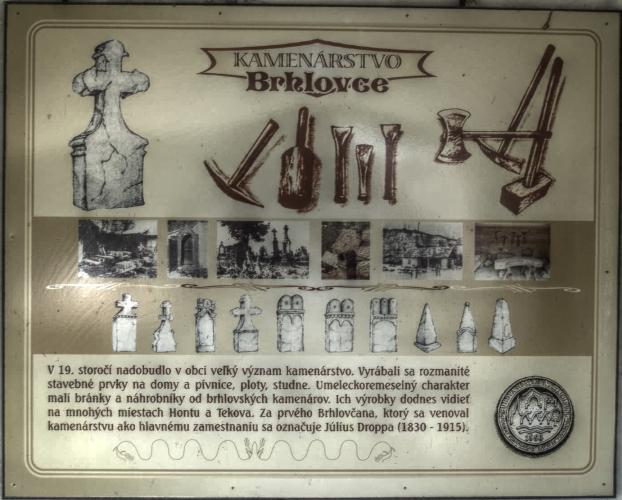 KAMENÁRSTVO
Brhlovce
V 19. storočí nadobudlo v obci veľký význam kamenárstvo. Vyrábali sa rozmanité
stavebné prvky na domy a pivnice, ploty, studne. Umeleckoremeselný charakter
mali bránky a náhrobníky od brhlovských kamenárov. Ich výrobky dodnes vidieť
na mnohých miestach Hontu a Tekova. Za prvého Brhlovčana, ktorý sa venoval
kamenárstvu ako hlavnému zamestnaniu sa označuje Július Droppa (1830 - 1915).